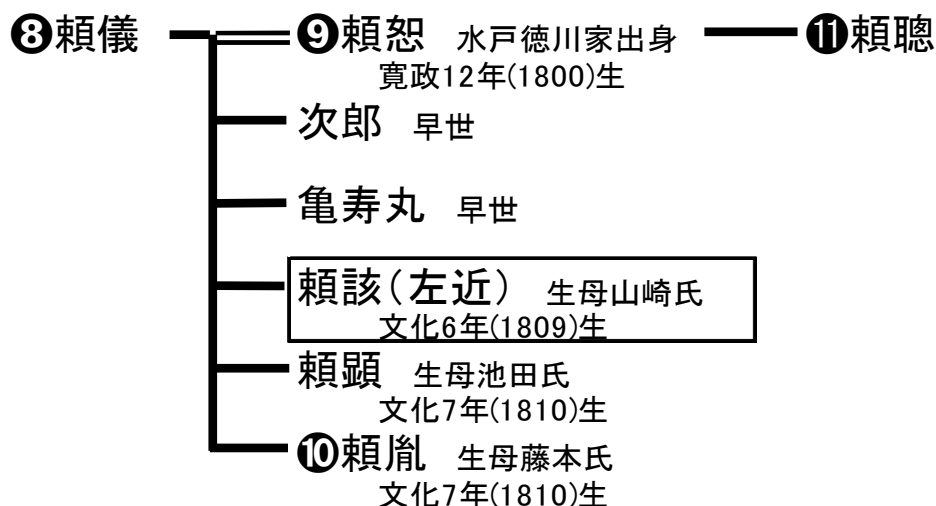 ❽頼儀 ❾頼恕 水戸徳川家出身 ⓫頼聰
寛政12年(1800)生
次郎 早世
亀寿丸 早世
頼該(左近) 生母山崎氏
文化6年(1809)生
頼顕 生母池田氏
文化7年(1810)生
❿頼胤 生母藤本氏
文化7年(1810)生